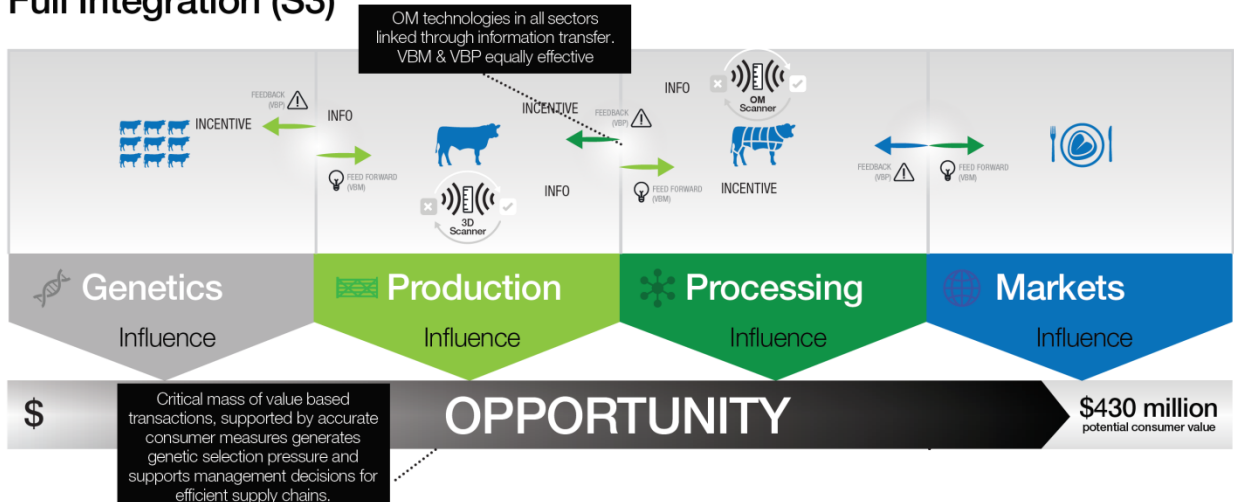 Full Integration (S3)
OM technologies in all sectors
linked through information transfer.
VBM & VBP equally effective
FEEDBACK
(VBP)
INCENTIVE
INFO
FEED FORWARD
(VBM)
3D
Scanner
INCENTIVE
INFO
FEEDBACK
(VBP)
FEED FORWARD
(VBM)
INFO
OM
Scanner
INCENTIVE
FEEDBACK
(VBP)
FEED FORWARD
(VBM)
Genetics
Production
Processing
Markets
Influence
Influence
Influence
Influence
$
Critical mass of value based
transactions, supported by accurate
consumer measures generates
genetic selection pressure and
supports management decisions for
efficient supply chains.
OPPORTUNITY
$430 million
potential consumer value